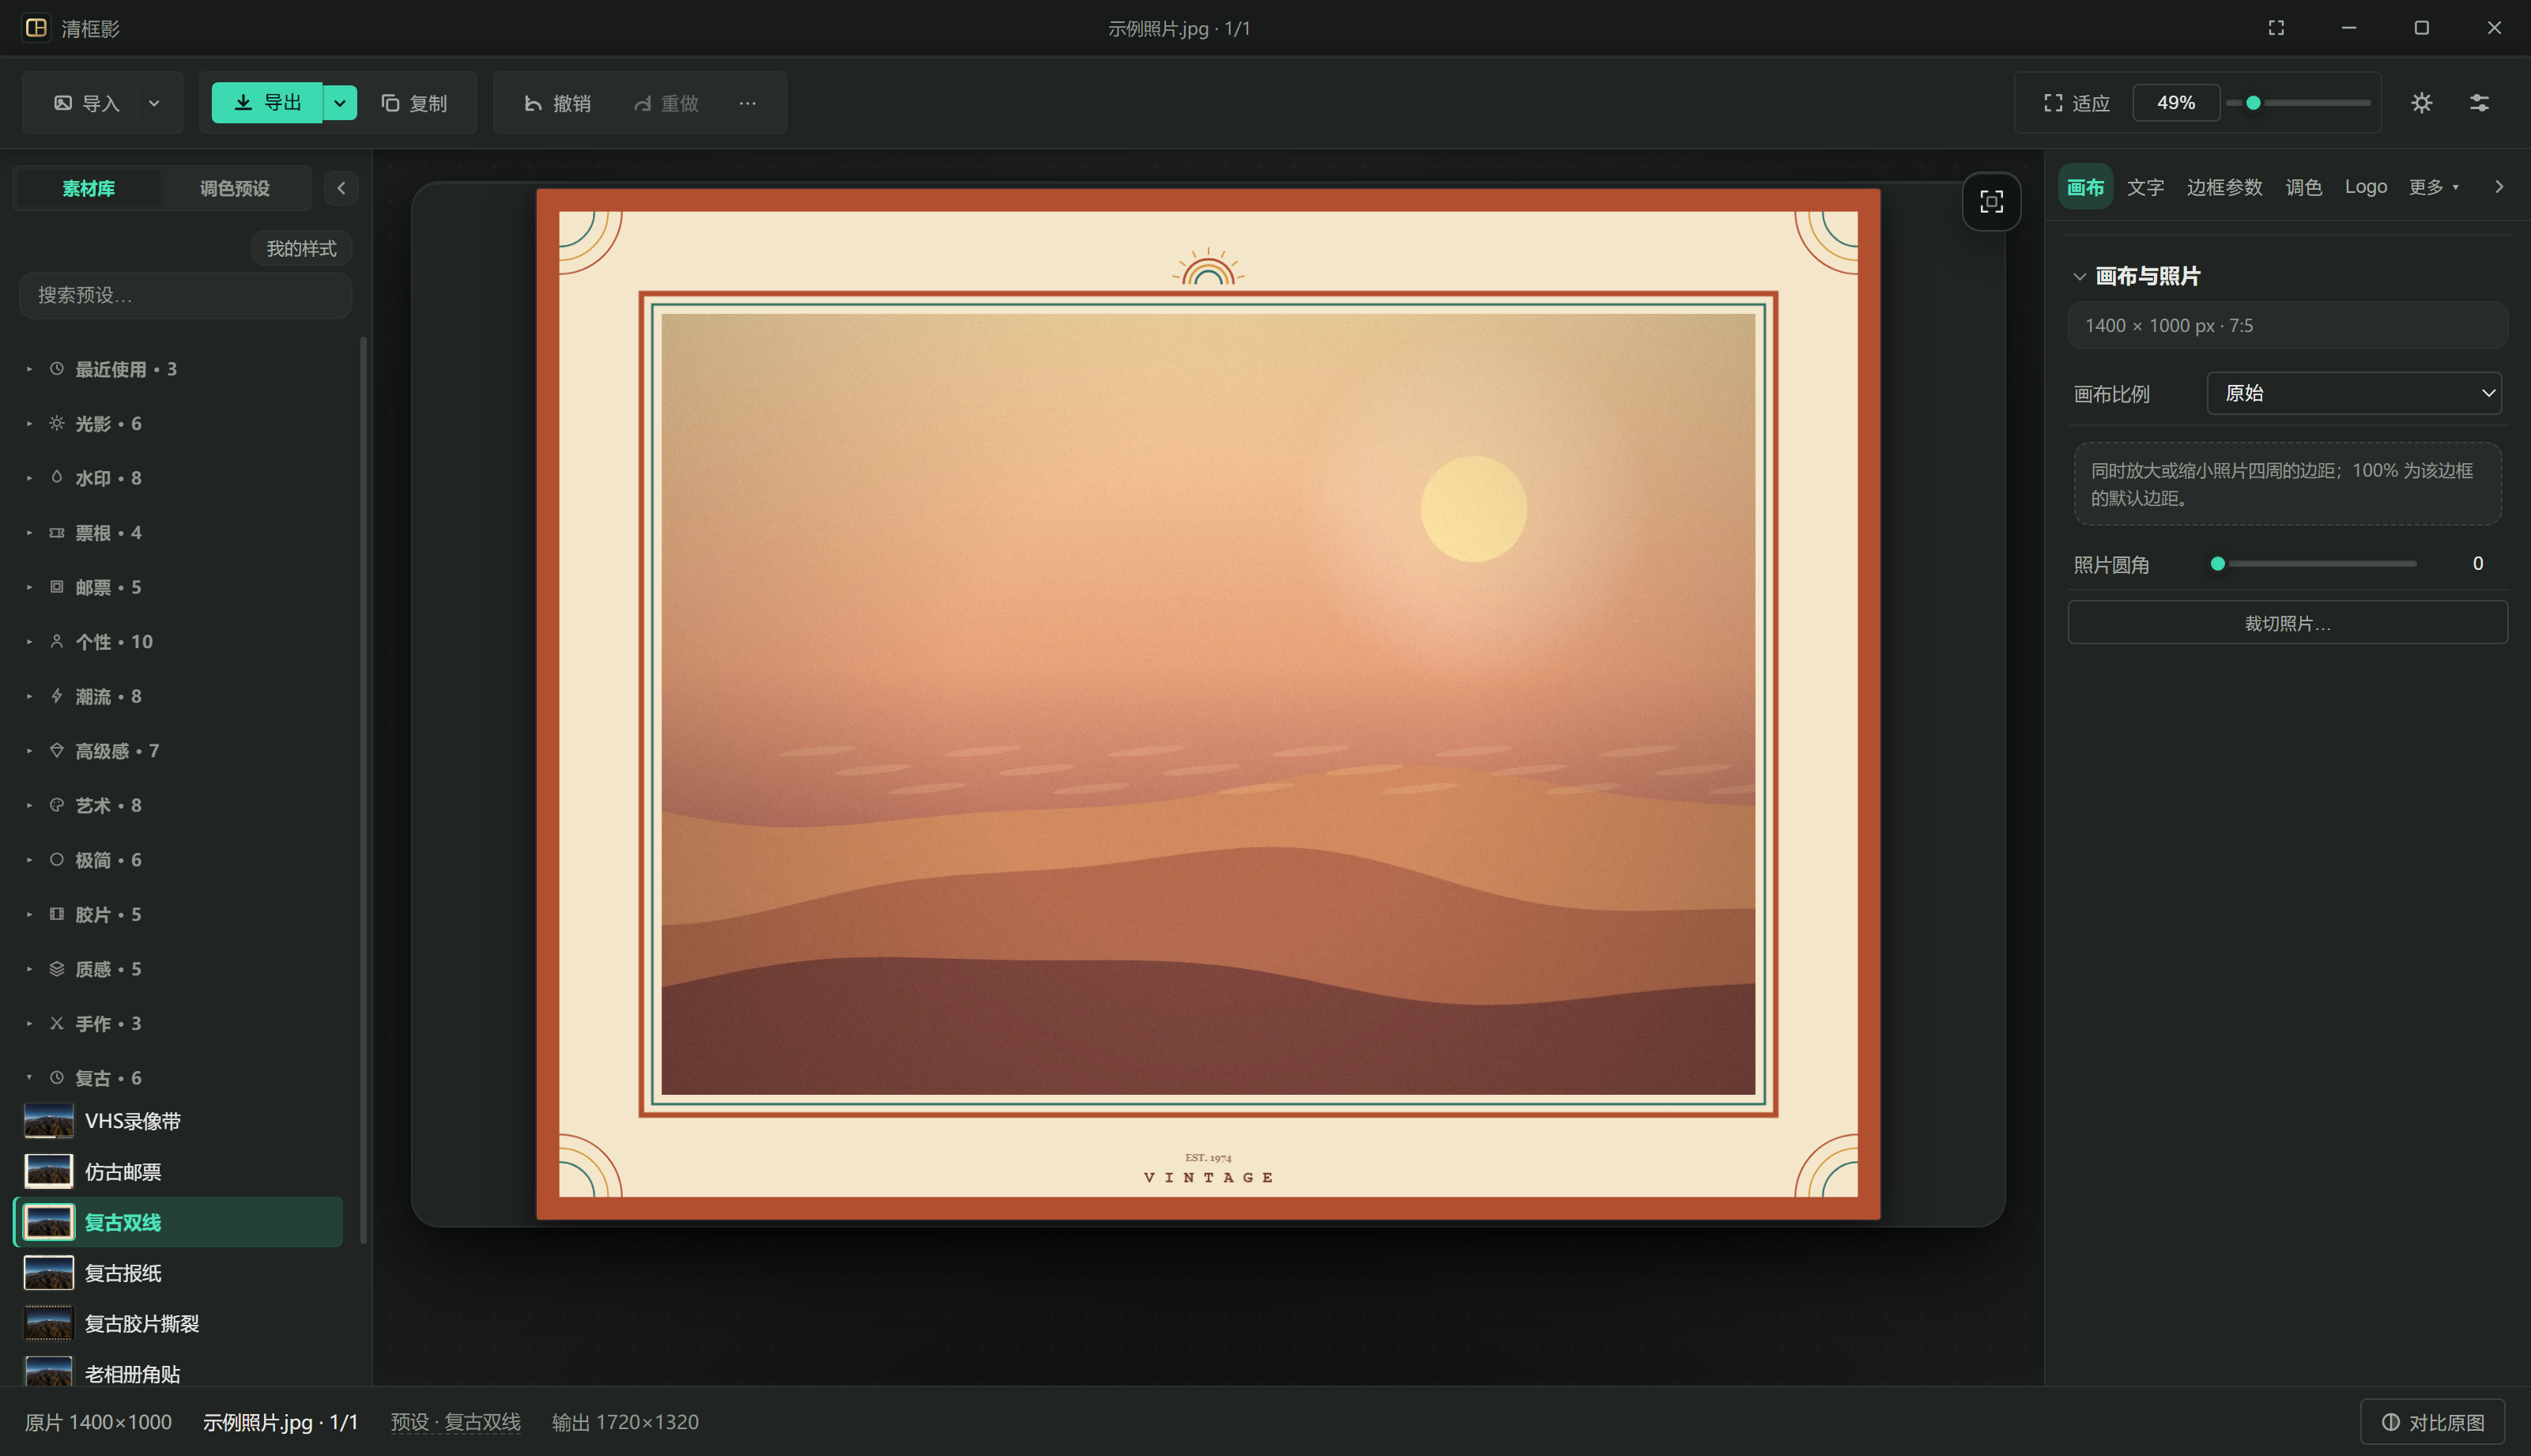 清框影
示例照片.jpg · 1/1
导入
导出
复制
撤销
重做
···
适应
49%
素材库
调色预设
我的样式
搜索预设...
最近使用 • 3
光影 • 6
水印 • 8
票根 • 4
邮票 • 5
个性 • 10
潮流 • 8
高级感 • 7
艺术 • 8
极简 • 6
胶片 • 5
质感 • 5
手作 • 3
复古 • 6
VHS录像带
仿古邮票
复古双线
复古报纸
复古胶片撕裂
老相册角贴
EST. 1974
VINTAGE
画布
文字
边框参数
调色
Logo
更多
画布与照片
1400 × 1000 px · 7:5
画布比例
原始
同时放大或缩小照片四周的边距；100% 为该边框
的默认边距。
照片圆角
0
裁切照片...
原片 1400×1000
示例照片.jpg · 1/1
预设 · 复古双线
输出 1720×1320
对比原图